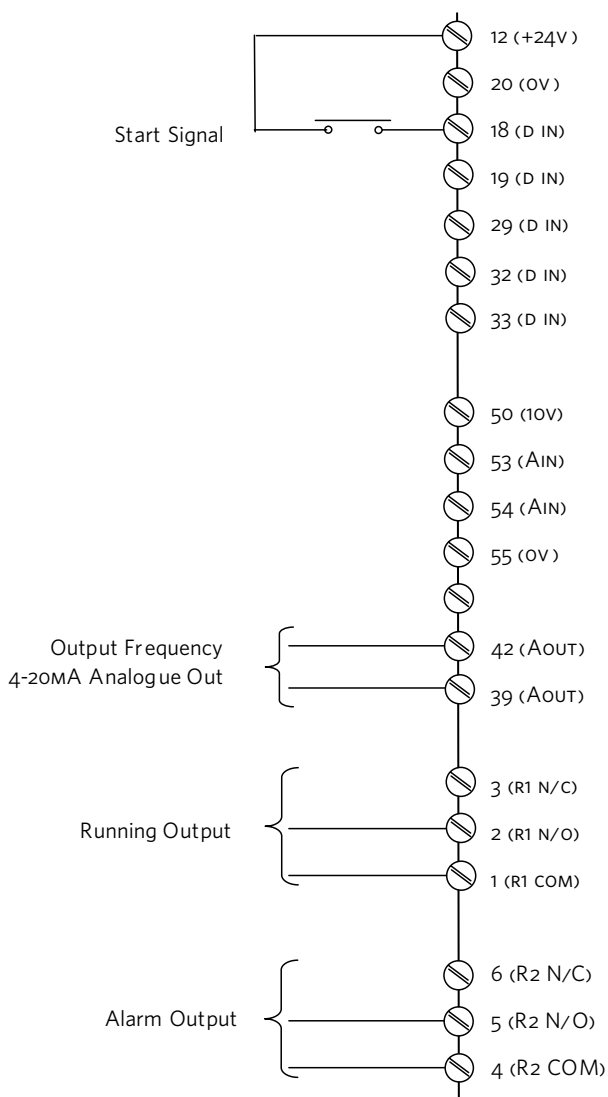 12 (+24V)
20 (0V)
Start Signal
18 (D IN)
19 (D IN)
29 (D IN)
32 (D IN)
33 (D IN)
50 (10V)
53 (AIN)
54 (AIN)
55 (0V)
Output Frequency
4-20MA Analogue Out
42 (AOUT)
39 (AOUT)
3 (R1 N/C)
Running Output
2 (R1 N/O)
1 (R1 COM)
6 (R2 N/C)
Alarm Output
5 (R2 N/O)
4 (R2 COM)